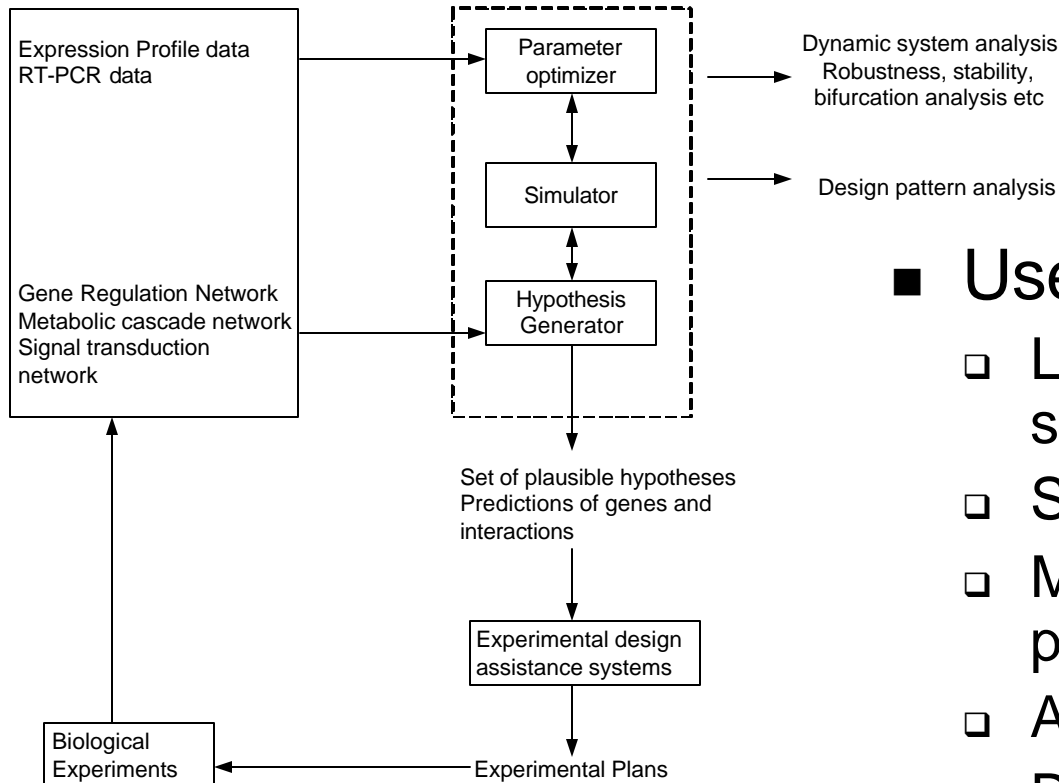 Expression Profile data
RT-PCR data
Gene Regulation Network
Metabolic cascade network
Signal transduction
network
Parameter
optimizer
Simulator
Hypothesis
Generator
Dynamic system analysis
Robustness, stability,
bifurcation analysis etc
Design pattern analysis
Set of plausible hypotheses
Predictions of genes and
interactions
Experimental design
assistance systems
Experimental Plans
Biological
Experiments